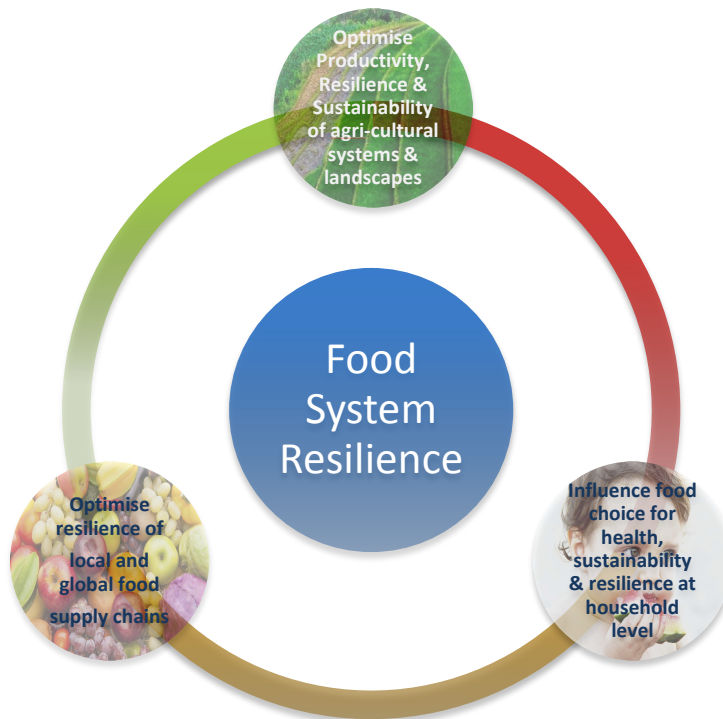 Optimise
Productivity,
Resilience &
Sustainability
of agri-cultural
systems &
landscapes
Food
System
Resilience
Optimise
resilience of
local and
global food
supply chains
Influence food
choice for
health,
sustainability
& resilience at
household
level